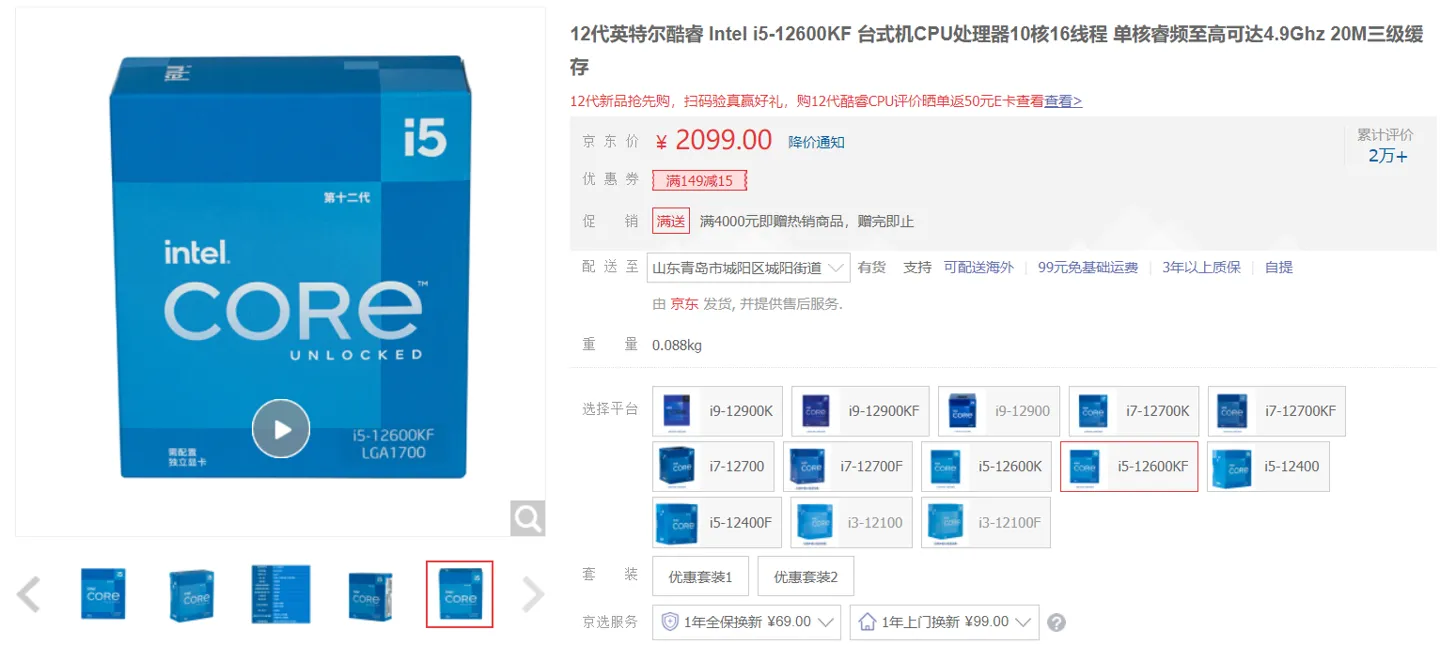 12代英特尔酷睿 Intel i5-12600KF 台式机CPU处理器10核16线程 单核睿频至高可达4.9Ghz 20M三级缓
存
12代新品抢先购，扫码验真赢好礼，购12代酷睿CPU评价晒单返50元E卡查看查看>
京东价 ￥ 2099.00 降价通知
累计评价
2万+
优惠券 满149减15
促销 满送 满4000元即赠热销商品，赠完即止
配送至 山东青岛市城阳区城阳街道 有货 支持 可配送海外 99元免基础运费 3年以上质保 自提
由 京东 发货, 并提供售后服务.
重量 0.088kg
选择平台 i9-12900K i9-12900KF i9-12900 i7-12700K i7-12700KF
i7-12700 i7-12700F i5-12600K i5-12600KF i5-12400
i5-12400F i3-12100 i3-12100F
套装 优惠套装1 优惠套装2
京选服务 1年全保换新 ¥69.00 1年上门换新 ¥99.00 ?
intel
i5
第十二代
intel.
CORE™
UNLOCKED
i5-12600KF
LGA1700
需配置
独立显卡
CORE
CORE
CORE
CORE